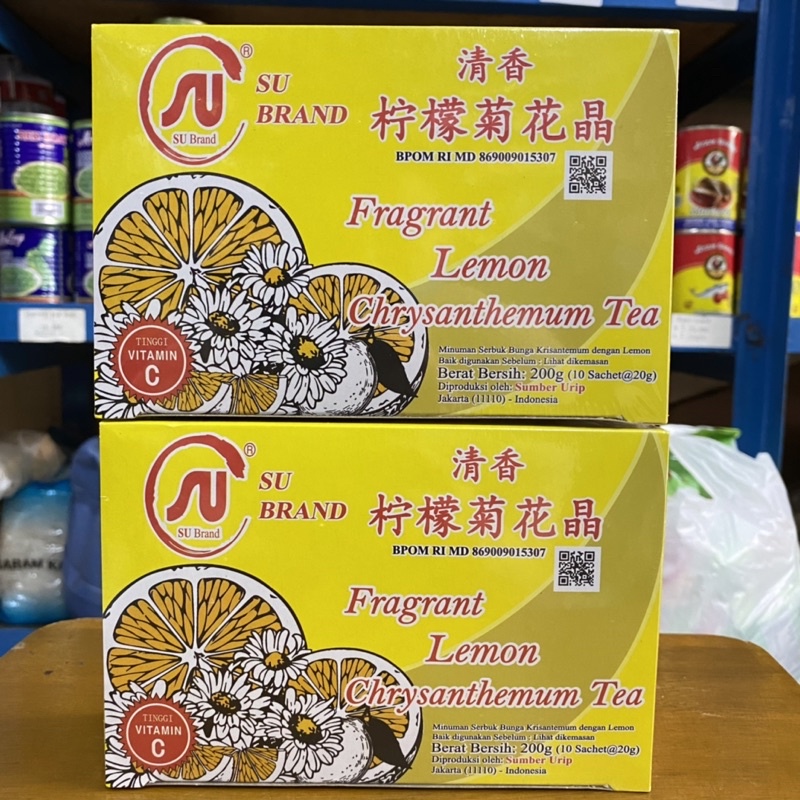 SU
BRAND
SU Brand
®
清香
柠檬菊花晶
BPOM RI MD 869009015307
Fragrant
Lemon
Chrysanthemum Tea
TINGGI
VITAMIN
C
Minuman Serbuk Bunga Krisantemum dengan Lemon
Baik digunakan Sebelum : Lihat dikemasan
Berat Bersih: 200g (10 Sachet@20g)
Diproduksi oleh: Sumber Urip
Jakarta (11110) - Indonesia
SU
BRAND
SU Brand
®
清香
柠檬菊花晶
BPOM RI MD 869009015307
Fragrant
Lemon
Chrysanthemum Tea
TINGGI
VITAMIN
C
Minuman Serbuk Bunga Krisantemum dengan Lemon
Baik digunakan Sebelum : Lihat dikemasan
Berat Bersih: 200g (10 Sachet@20g)
Diproduksi oleh: Sumber Urip
Jakarta (11110) - Indonesia